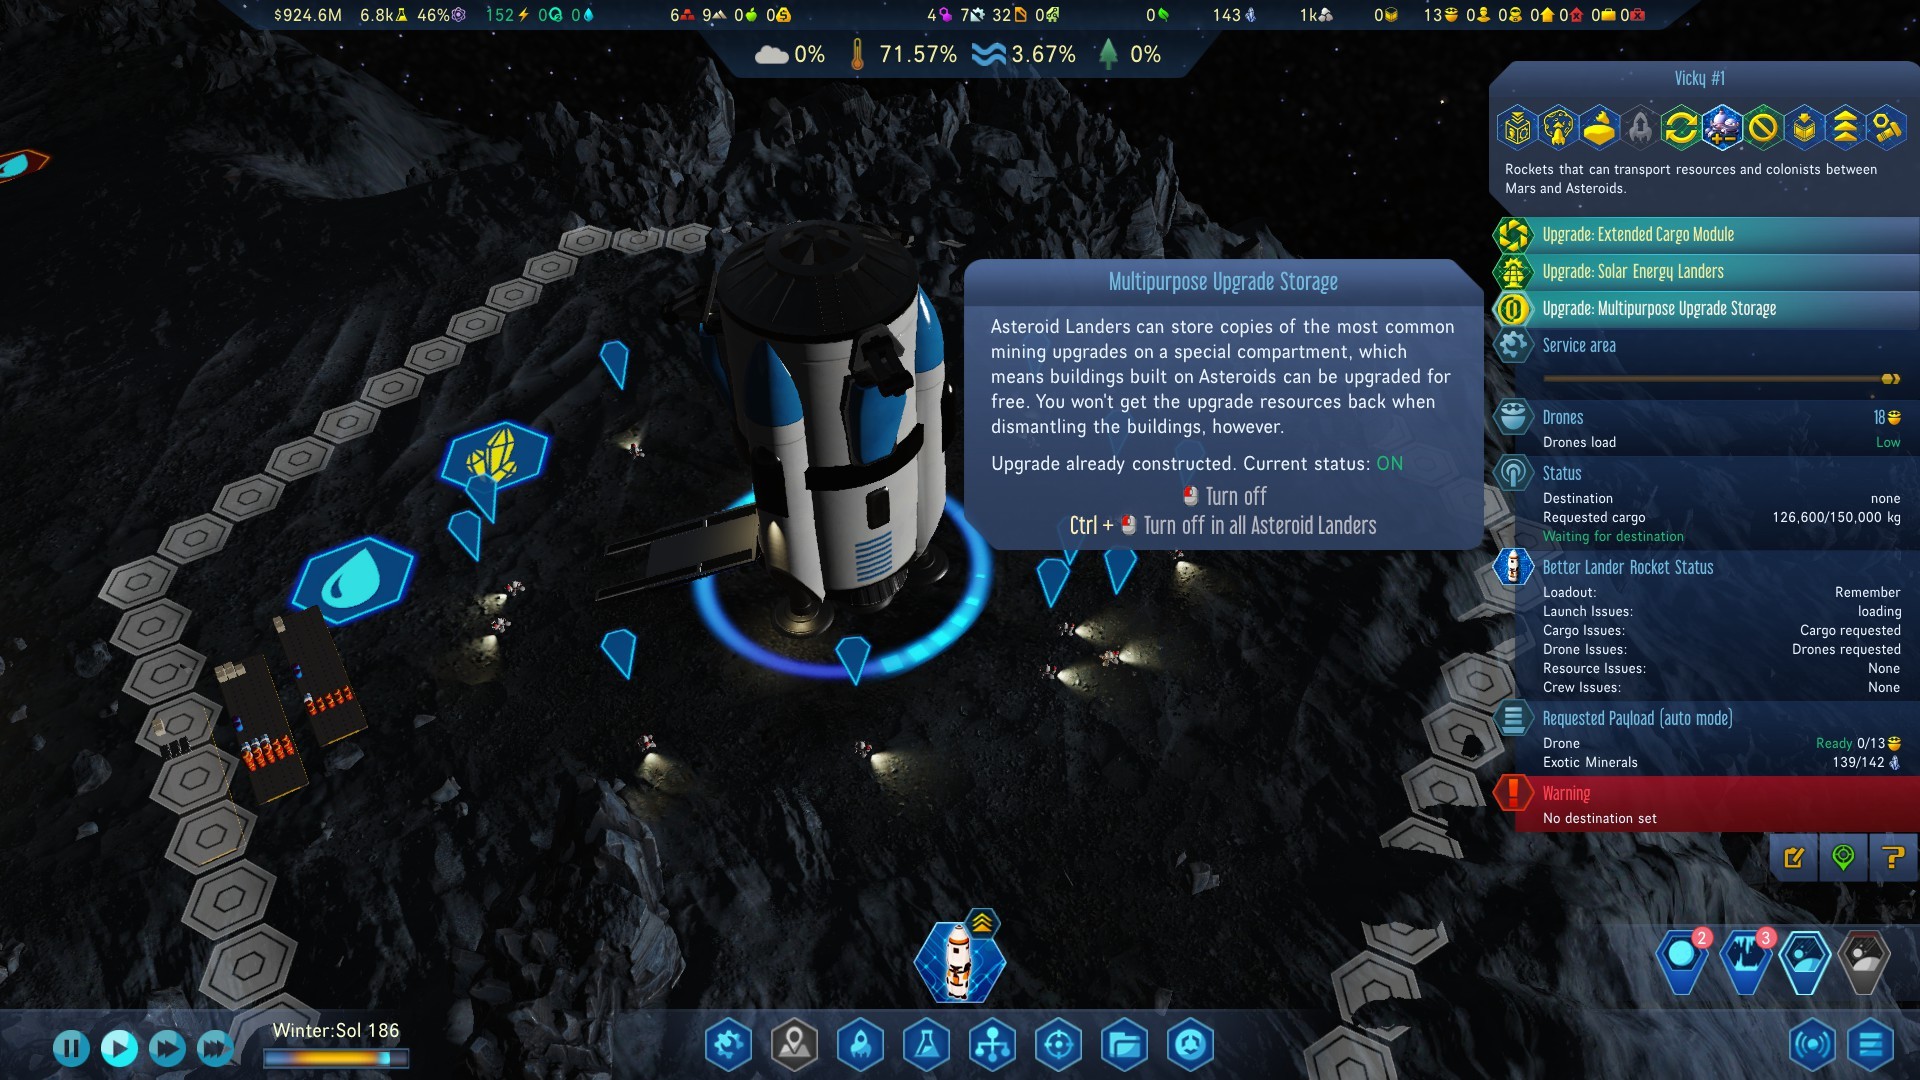 $924.6M 6.8k 46% 152 0 0 6 9 0 0 4 7 32 0 0 143 1k 0 13 0 0 0 0 0 0
0% 71.57% 3.67% 0%
Vicky #1
Rockets that can transport resources and colonists between
Mars and Asteroids.
Upgrade: Extended Cargo Module
Upgrade: Solar Energy Landers
Upgrade: Multipurpose Upgrade Storage
Service area
Drones 18
Drones load Low
Status
Destination none
Requested cargo 126,600/150,000 kg
Waiting for destination
Better Lander Rocket Status
Loadout: Remember
Launch Issues: loading
Cargo Issues: Cargo requested
Drone Issues: Drones requested
Resource Issues: None
Crew Issues: None
Requested Payload (auto mode)
Drone Ready 0/13
Exotic Minerals 139/142
Warning
No destination set
Multipurpose Upgrade Storage
Asteroid Landers can store copies of the most common
mining upgrades on a special compartment, which
means buildings built on Asteroids can be upgraded for
free. You won't get the upgrade resources back when
dismantling the buildings, however.
Upgrade already constructed. Current status: ON
Turn off
Ctrl + Turn off in all Asteroid Landers
2 3
Winter:Sol 186